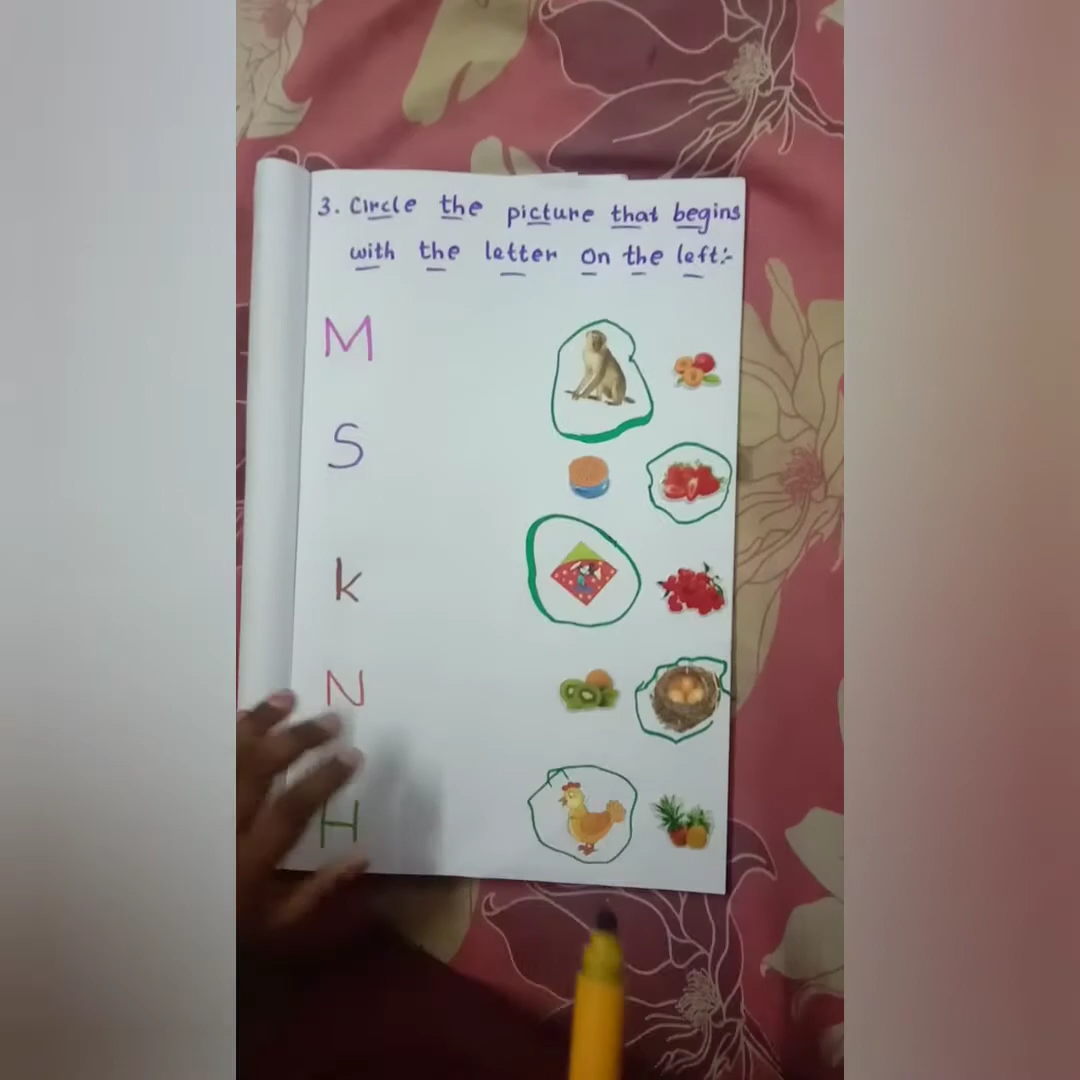 3. Circle the picture that begins
with the letter on the left:-
M
S
k
N
H